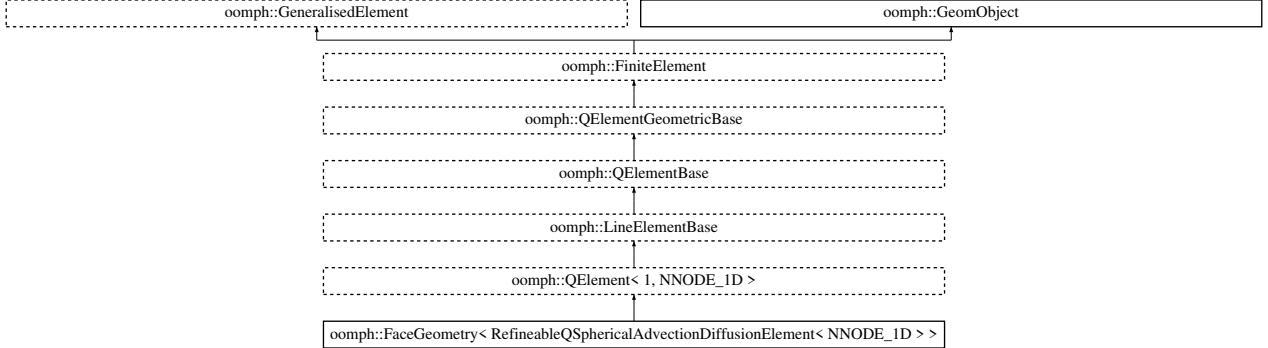 oomph::GeneralisedElement
oomph::GeomObject
oomph::FiniteElement
oomph::QElementGeometricBase
oomph::QElementBase
oomph::LineElementBase
oomph::QElement< 1, NNODE_1D >
oomph::FaceGeometry< RefineableQSphericalAdvectionDiffusionElement< NNODE_1D > >